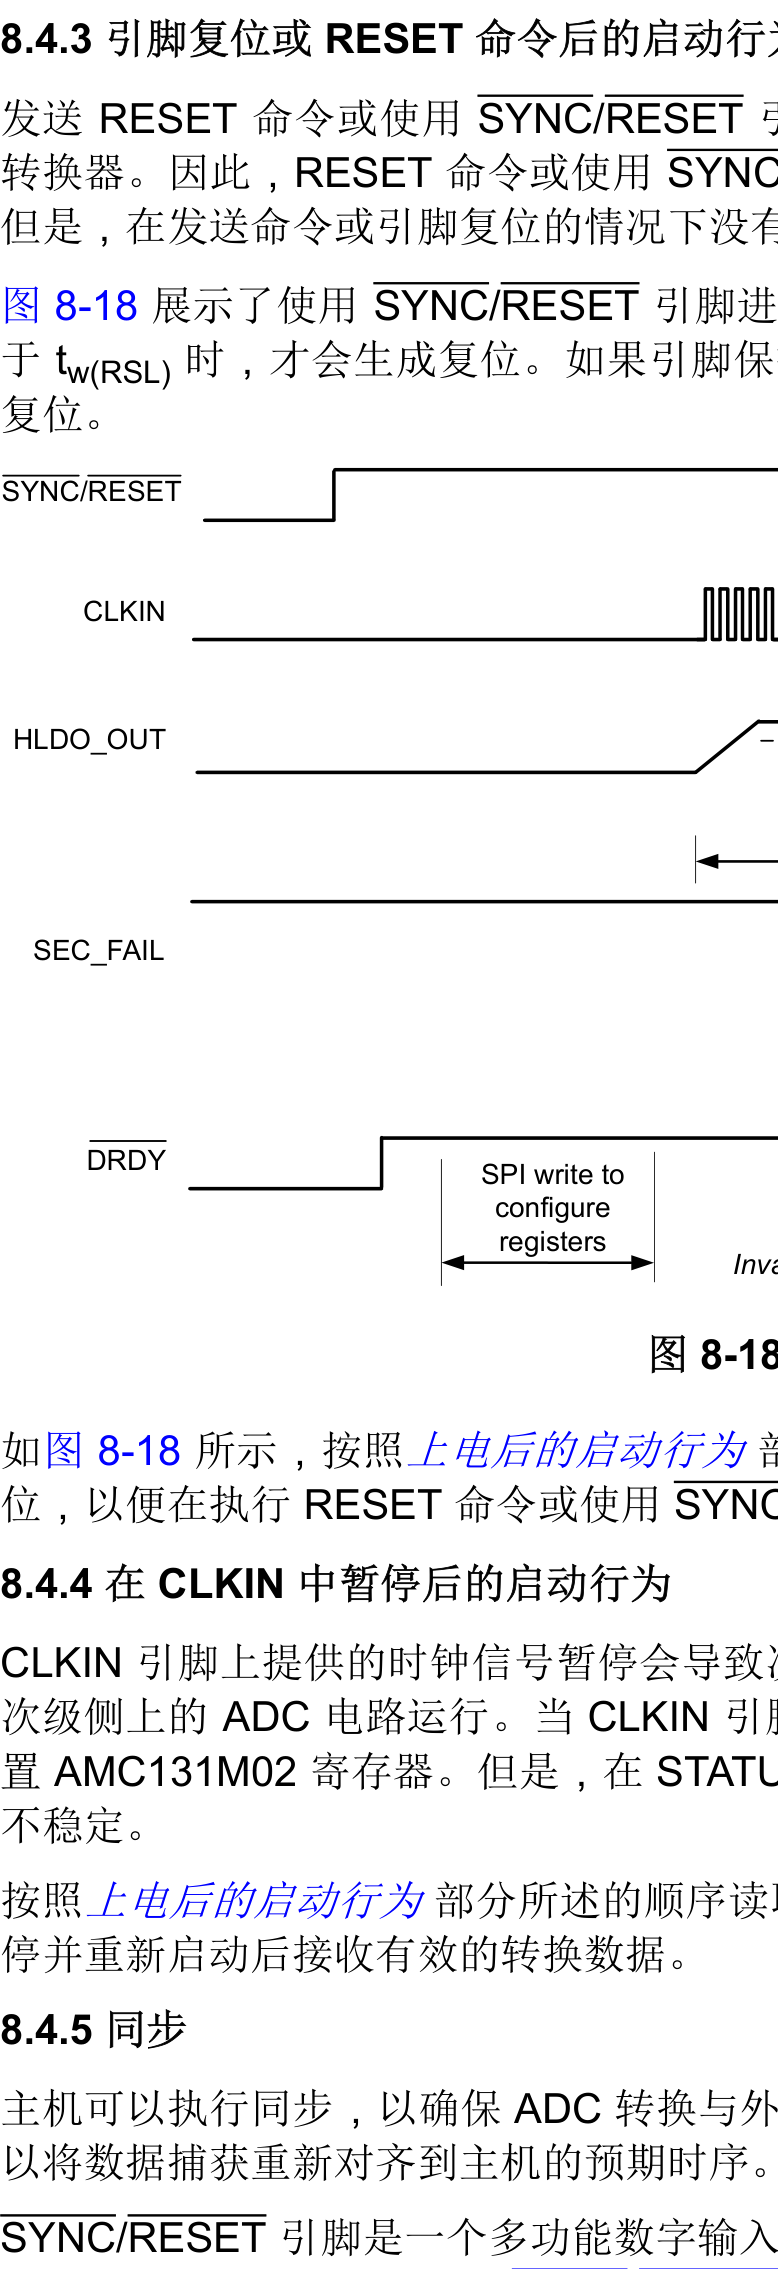 8.4.3 引脚复位或 RESET 命令后的启动行为
发送 RESET 命令或使用 SYNC/RESET 引
转换器。因此，RESET 命令或使用 SYNC
但是，在发送命令或引脚复位的情况下没有
图 8-18 展示了使用 SYNC/RESET 引脚进
于 tw(RSL) 时，才会生成复位。如果引脚保
复位。
SYNC/RESET
CLKIN
HLDO_OUT
SEC_FAIL
DRDY
SPI write to
configure
registers
Inva
图 8-18
如图 8-18 所示，按照上电后的启动行为 部
位，以便在执行 RESET 命令或使用 SYNC
8.4.4 在 CLKIN 中暂停后的启动行为
CLKIN 引脚上提供的时钟信号暂停会导致次
次级侧上的 ADC 电路运行。当 CLKIN 引脚
置 AMC131M02 寄存器。但是，在 STATU
不稳定。
按照上电后的启动行为 部分所述的顺序读取
停并重新启动后接收有效的转换数据。
8.4.5 同步
主机可以执行同步，以确保 ADC 转换与外
以将数据捕获重新对齐到主机的预期时序。
SYNC/RESET 引脚是一个多功能数字输入